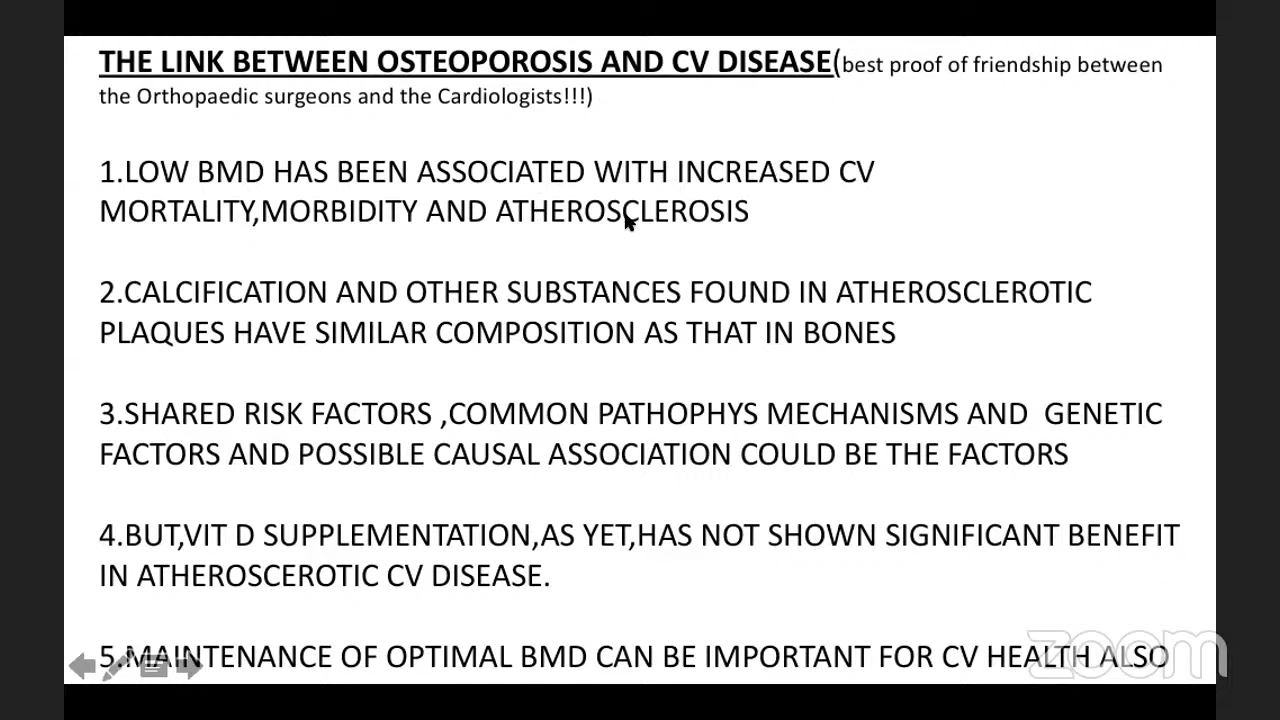 THE LINK BETWEEN OSTEOPOROSIS AND CV DISEASE(best proof of friendship between
the Orthopaedic surgeons and the Cardiologists!!!)
1.LOW BMD HAS BEEN ASSOCIATED WITH INCREASED CV
MORTALITY,MORBIDITY AND ATHEROSCLEROSIS
2.CALCIFICATION AND OTHER SUBSTANCES FOUND IN ATHEROSCLEROTIC
PLAQUES HAVE SIMILAR COMPOSITION AS THAT IN BONES
3.SHARED RISK FACTORS ,COMMON PATHOPHYS MECHANISMS AND  GENETIC
FACTORS AND POSSIBLE CAUSAL ASSOCIATION COULD BE THE FACTORS
4.BUT,VIT D SUPPLEMENTATION,AS YET,HAS NOT SHOWN SIGNIFICANT BENEFIT
IN ATHEROSCEROTIC CV DISEASE.
5.MAINTENANCE OF OPTIMAL BMD CAN BE IMPORTANT FOR CV HEALTH ALSO
zoom